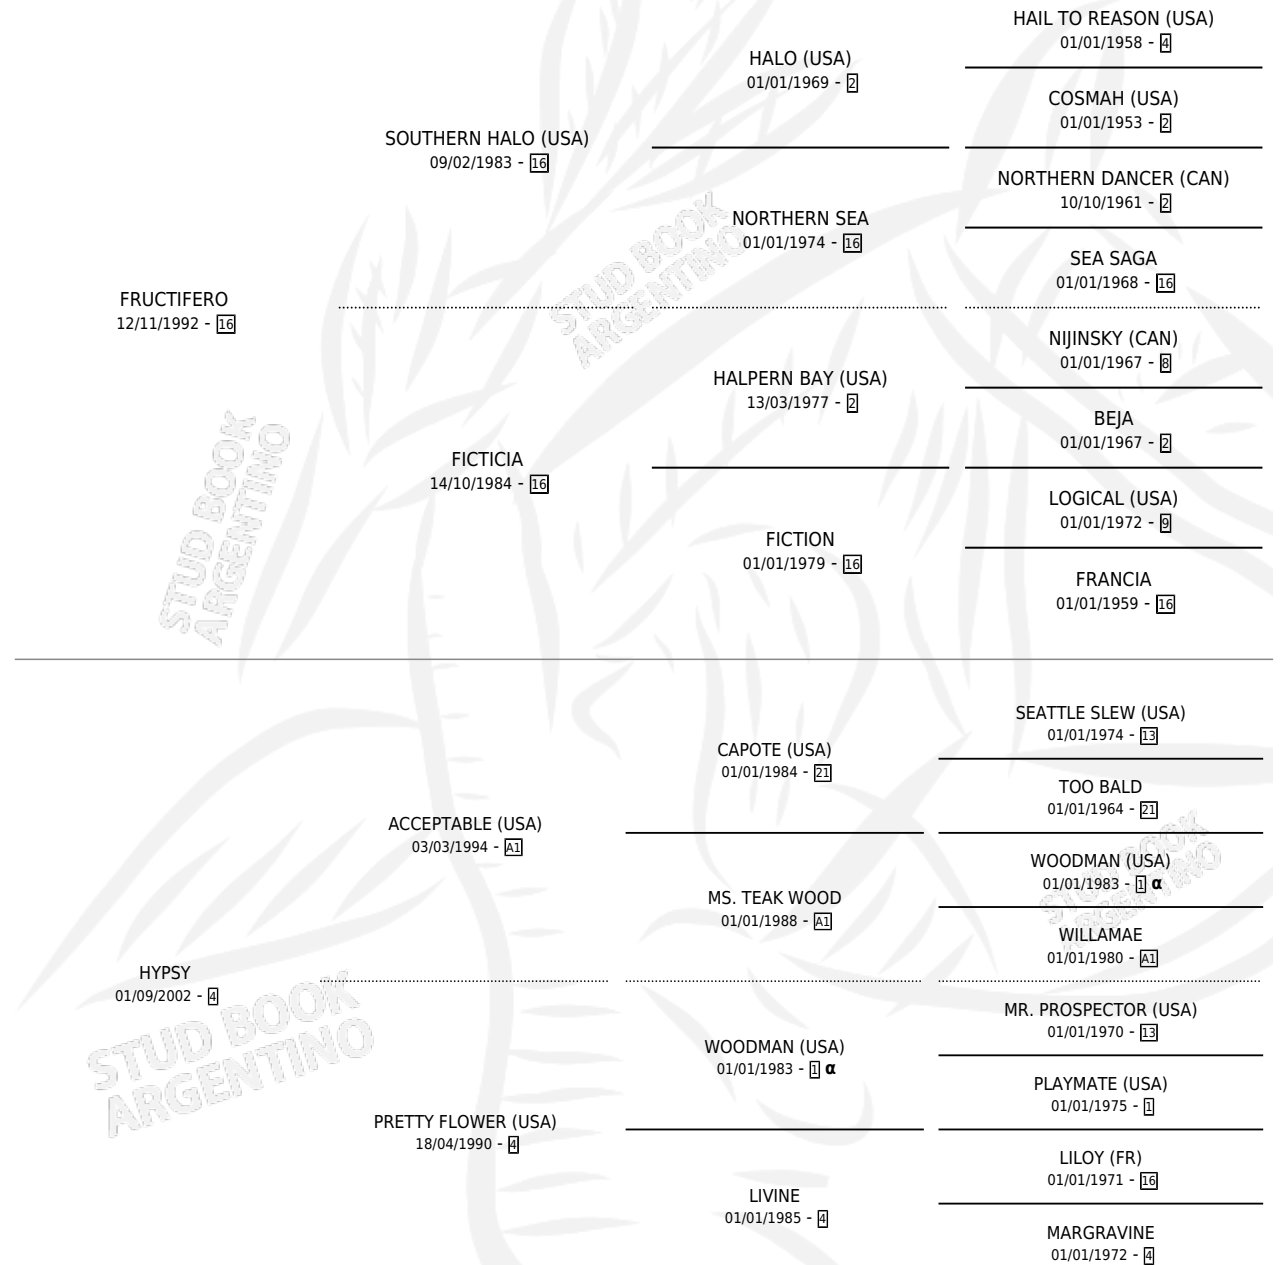 FRUCTIFERO
12/11/1992 - 16
SOUTHERN HALO (USA)
09/02/1983 - 16
HALO (USA)
01/01/1969 - 2
HAIL TO REASON (USA)
01/01/1958 - 4
COSMAH (USA)
01/01/1953 - 2
NORTHERN SEA
01/01/1974 - 16
NORTHERN DANCER (CAN)
10/10/1961 - 2
SEA SAGA
01/01/1968 - 16
FICTICIA
14/10/1984 - 16
HALPERN BAY (USA)
13/03/1977 - 2
NIJINSKY (CAN)
01/01/1967 - 8
BEJA
01/01/1967 - 2
FICTION
01/01/1979 - 16
LOGICAL (USA)
01/01/1972 - 9
FRANCIA
01/01/1959 - 16
HYPSY
01/09/2002 - 4
ACCEPTABLE (USA)
03/03/1994 - A1
CAPOTE (USA)
01/01/1984 - 21
SEATTLE SLEW (USA)
01/01/1974 - 13
TOO BALD
01/01/1964 - 21
MS. TEAK WOOD
01/01/1988 - A1
WOODMAN (USA)
01/01/1983 - 1 α
WILLAMAE
01/01/1980 - A1
PRETTY FLOWER (USA)
18/04/1990 - 4
WOODMAN (USA)
01/01/1983 - 1 α
MR. PROSPECTOR (USA)
01/01/1970 - 13
PLAYMATE (USA)
01/01/1975 - 1
LIVINE
01/01/1985 - 4
LILOY (FR)
01/01/1971 - 16
MARGRAVINE
01/01/1972 - 4
STUD BOOK
ARGENTINO
STUD BOOK
ARGENTINO
STUD BOOK
ARGENTINO
STUD BOOK
ARGENTINO